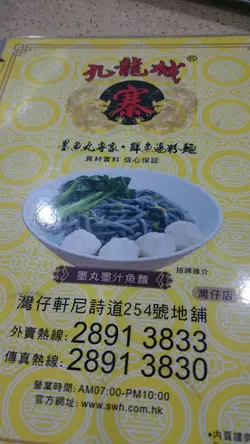 九龍城®
寨
墨魚丸專家·鮮魚湯粉麵
真材實料 信心保証
招牌推介
墨丸墨汁魚麵
灣仔店
灣仔軒尼詩道254號地舖
外賣熱線: 2891 3833
傳真熱線: 2891 3830
營業時間: AM07:00-PM10:00
官方網址: www.swh.com.hk